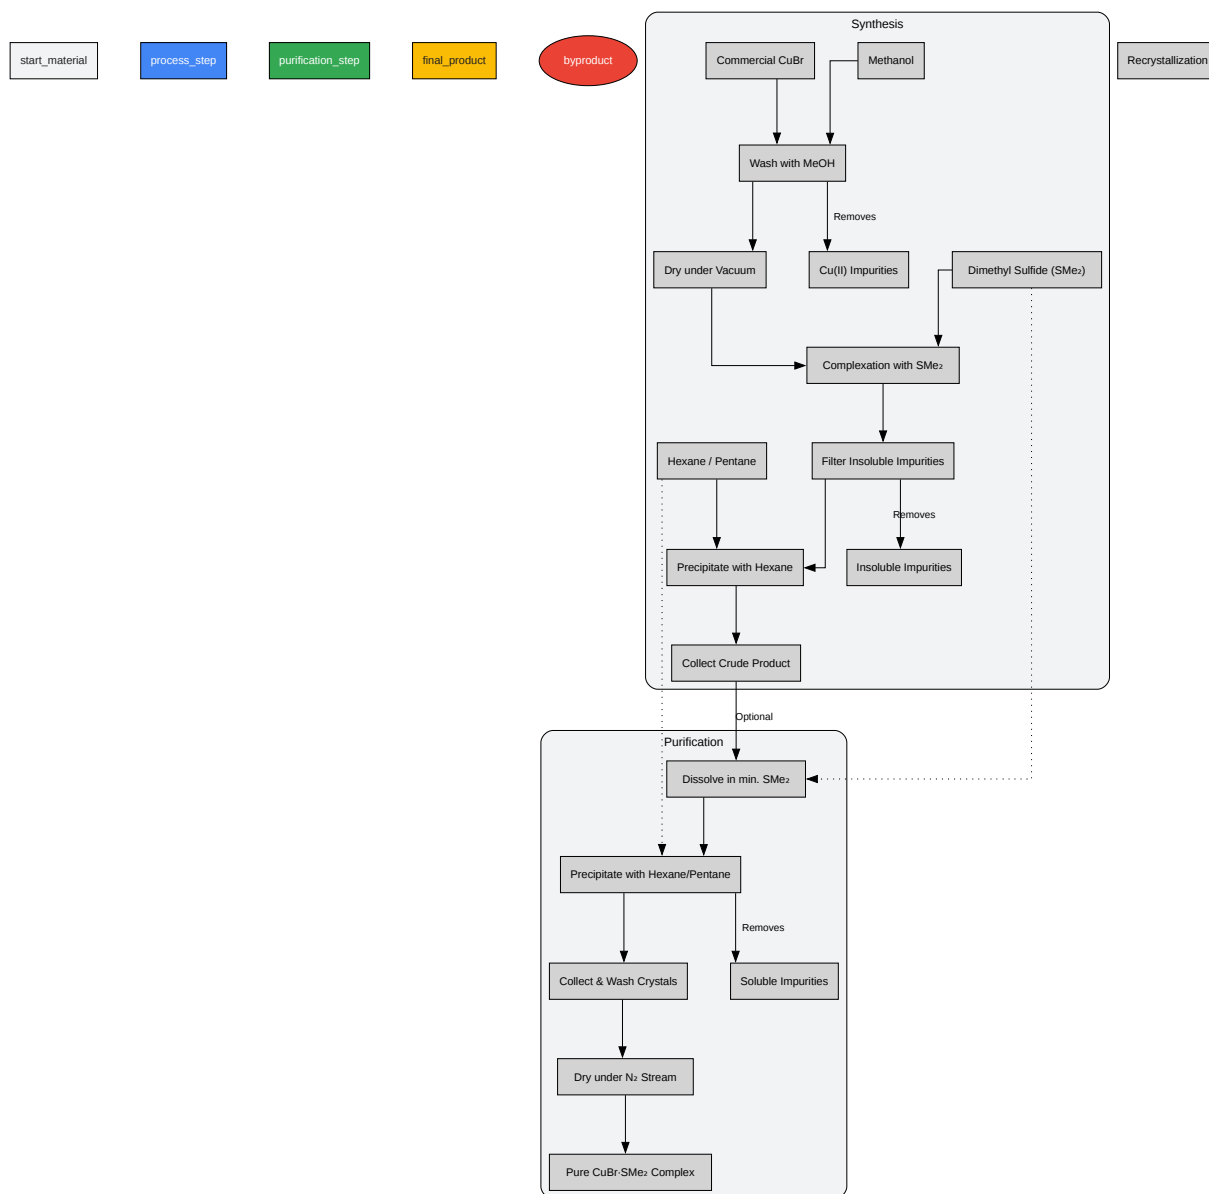 Synthesis
start_material
process_step
purification_step
final_product
byproduct
Commercial CuBr
Methanol
Recrystallization
Wash with MeOH
Removes
Dry under Vacuum
Cu(II) Impurities
Dimethyl Sulfide (SMe₂)
Complexation with SMe₂
Hexane / Pentane
Filter Insoluble Impurities
Removes
Precipitate with Hexane
Insoluble Impurities
Collect Crude Product
Optional
Purification
Dissolve in min. SMe₂
Precipitate with Hexane/Pentane
Removes
Collect & Wash Crystals
Soluble Impurities
Dry under N₂ Stream
Pure CuBr·SMe₂ Complex